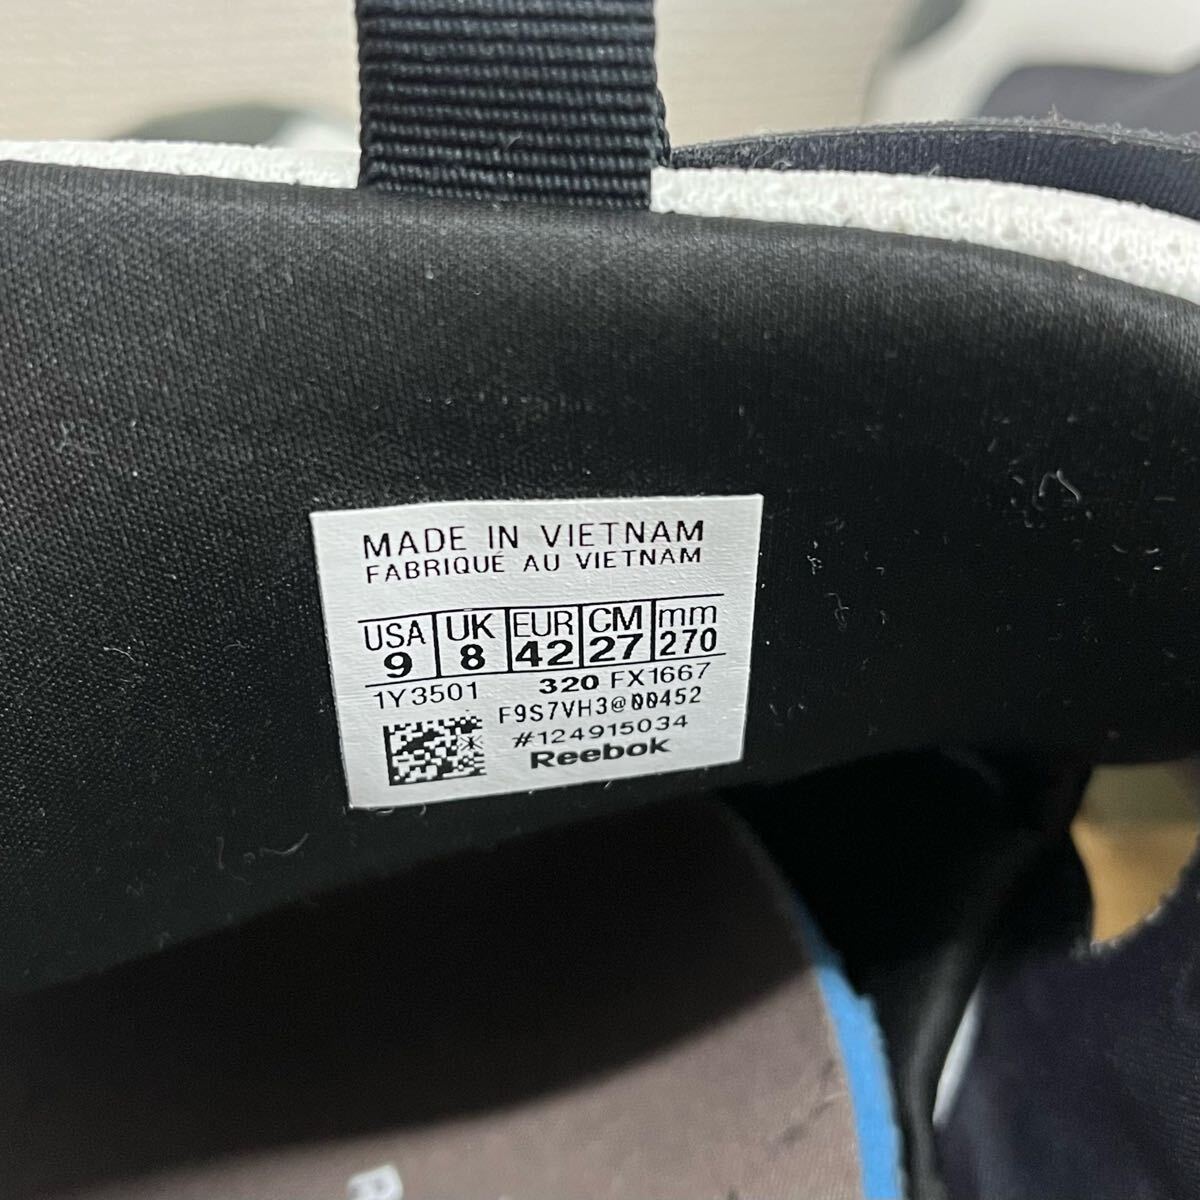 MADE IN VIETNAM
FABRIQUÉ AU VIETNAM
USA UK EUR CM mm
9 8 42 27 270
1Y3501 320 FX1667
F9S7VH3@00452
#124915034
Reebok
R